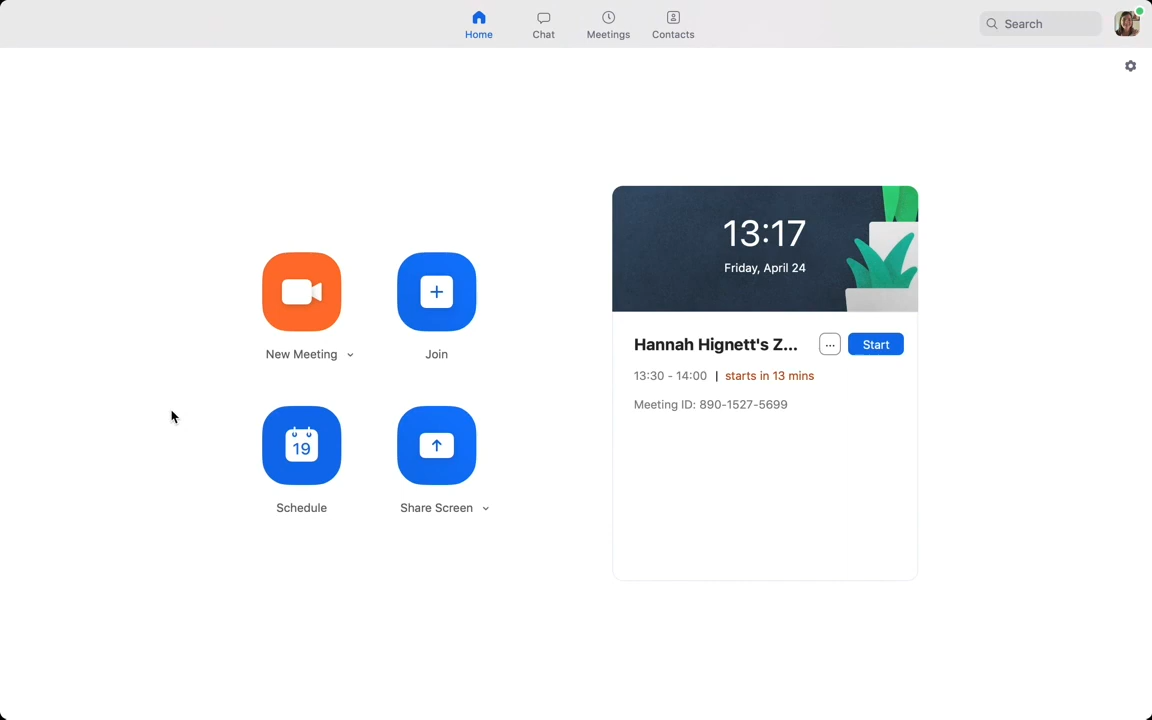 Home
Chat
Meetings
Contacts
Search
13:17
Friday, April 24
New Meeting
Join
Hannah Hignett's Z...
...
Start
13:30 - 14:00 | starts in 13 mins
Meeting ID: 890-1527-5699
19
Schedule
Share Screen